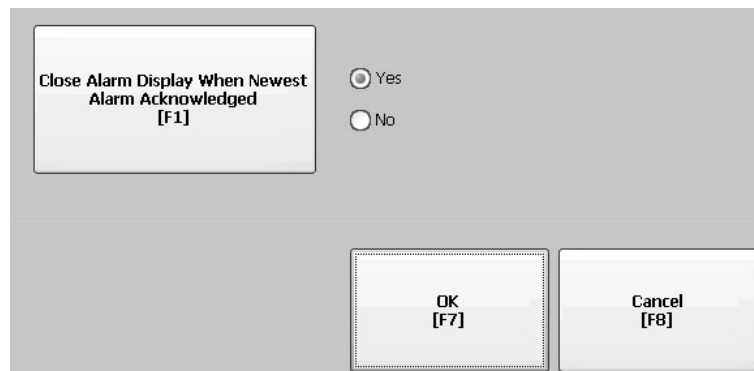 Close Alarm Display When Newest
Alarm Acknowledged
[F1]
Yes
No
OK
[F7]
Cancel
[F8]